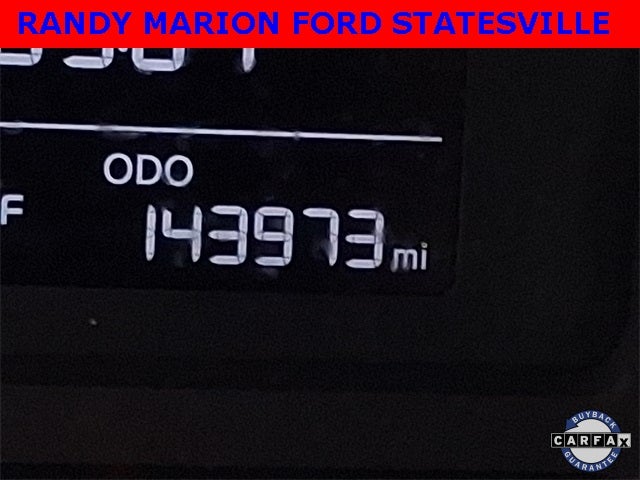 RANDY MARION FORD STATESVILLE
ODO
F
143973 mi
BUYBACK
CARFAX
GUARANTEE